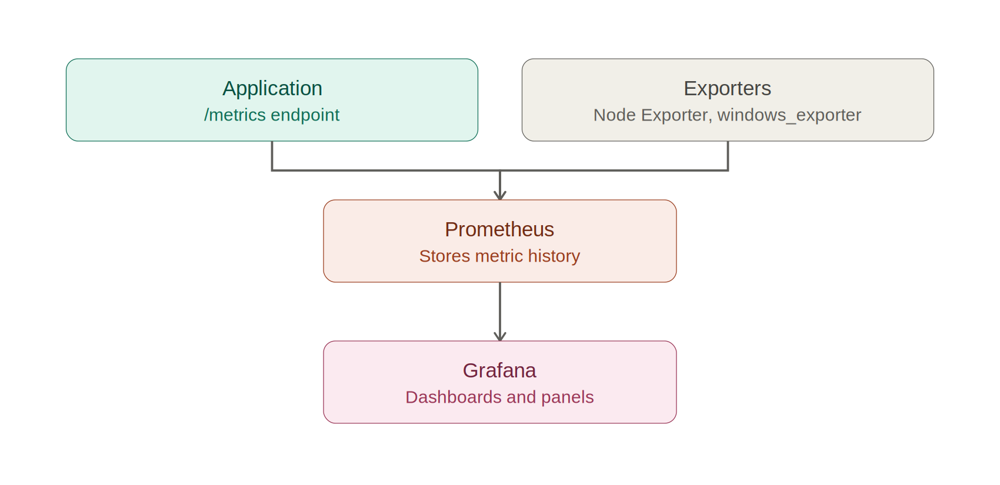 Application
/metrics endpoint
Exporters
Node Exporter, windows_exporter
Prometheus
Stores metric history
Grafana
Dashboards and panels